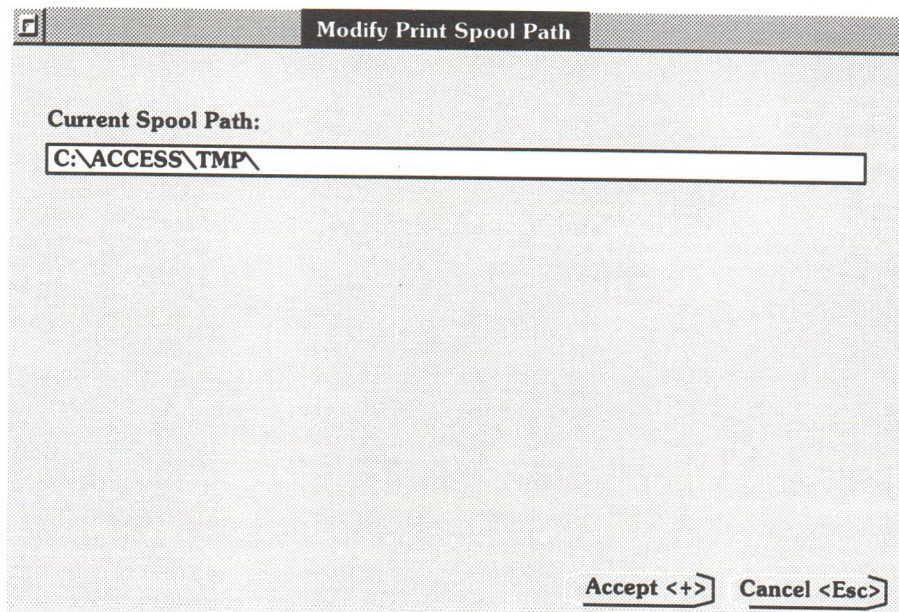 Modify Print Spool Path
Current Spool Path:
C:\ACCESS\TMP\
Accept <+> Cancel <Esc>